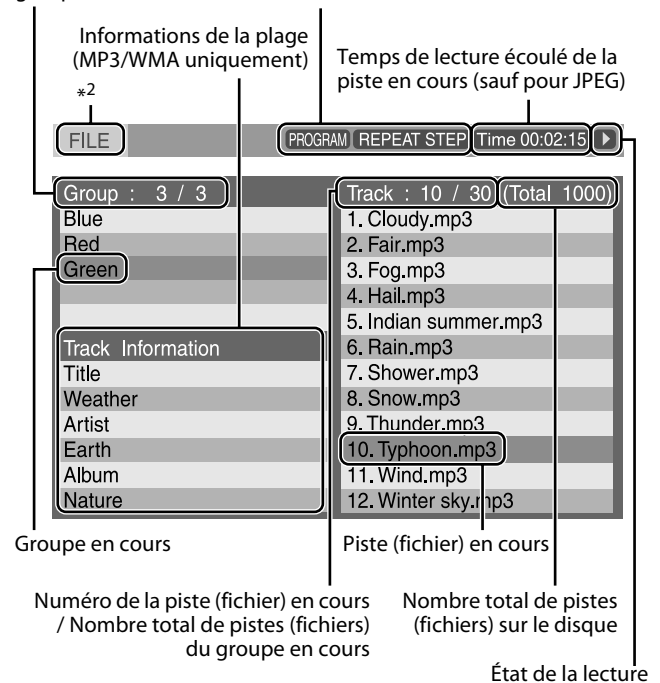 Informations de la plage
(MP3/WMA uniquement)
Temps de lecture écoulé de la
piste en cours (sauf pour JPEG)
*2
FILE
PROGRAM REPEAT STEP Time 00:02:15
Group : 3 / 3
Track : 10 / 30 (Total 1000)
Blue
Red
Green
Track Information
Title
Weather
Artist
Earth
Album
Nature
1. Cloudy.mp3
2. Fair.mp3
3. Fog.mp3
4. Hail.mp3
5. Indian summer.mp3
6. Rain.mp3
7. Shower.mp3
8. Snow.mp3
9. Thunder.mp3
10. Typhoon.mp3
11. Wind.mp3
12. Winter sky.mp3
Groupe en cours
Piste (fichier) en cours
Numéro de la piste (fichier) en cours
/ Nombre total de pistes (fichiers)
du groupe en cours
Nombre total de pistes
(fichiers) sur le disque
État de la lecture